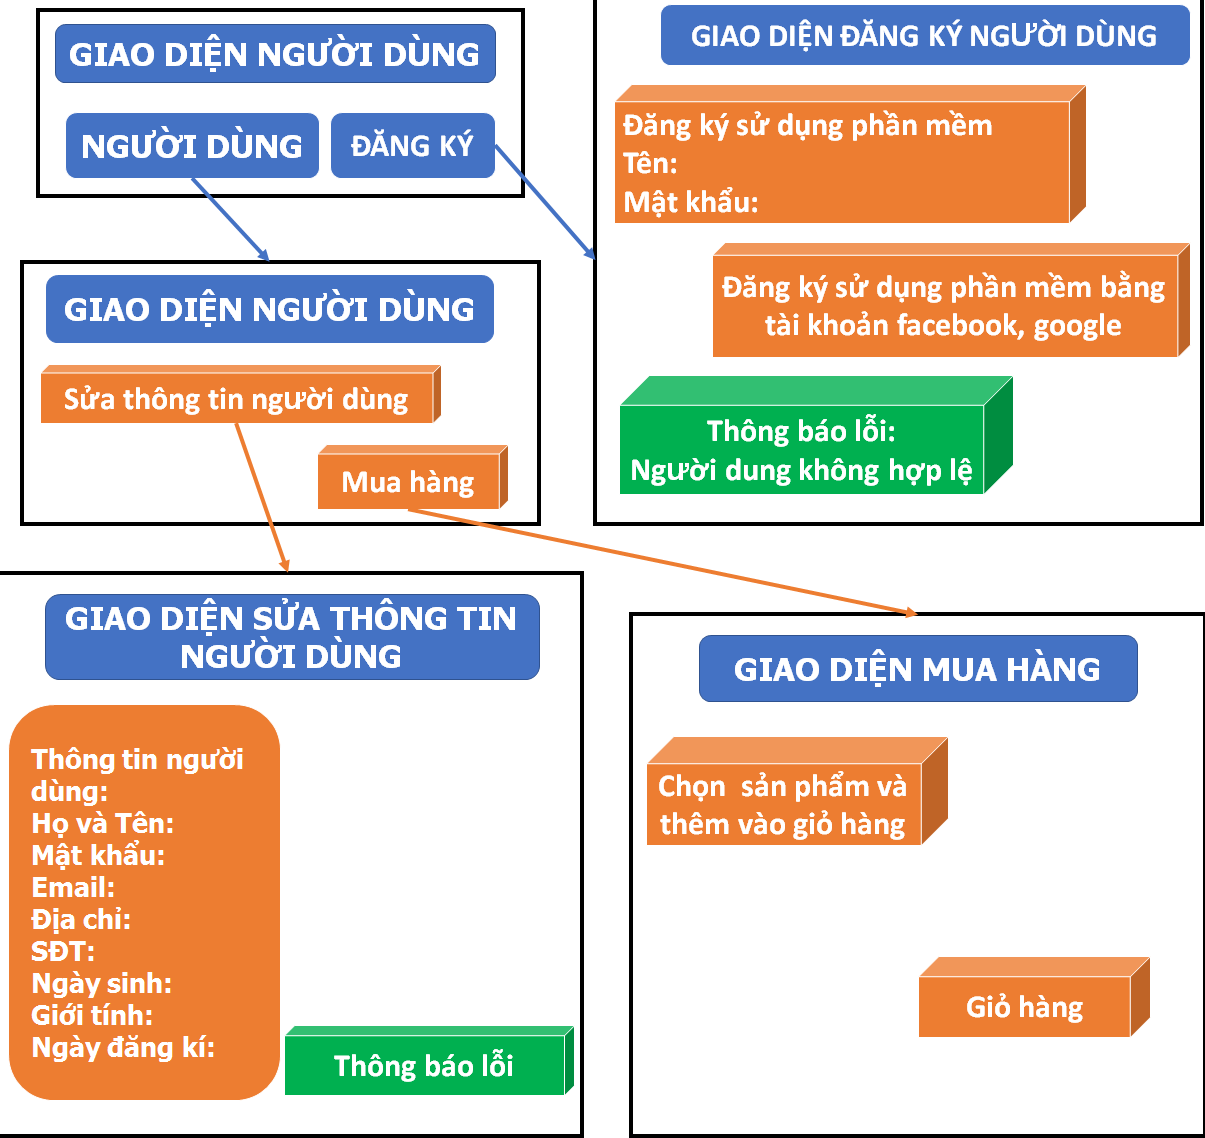 GIAO DIỆN NGƯỜI DÙNG
NGƯỜI DÙNG
ĐĂNG KÝ
GIAO DIỆN ĐĂNG KÝ NGƯỜI DÙNG
Đăng ký sử dụng phần mềm
Tên:
Mật khẩu:
Đăng ký sử dụng phần mềm bằng
tài khoản facebook, google
Thông báo lỗi:
Người dung không hợp lệ
GIAO DIỆN NGƯỜI DÙNG
Sửa thông tin người dùng
Mua hàng
GIAO DIỆN SỬA THÔNG TIN
NGƯỜI DÙNG
Thông tin người
dùng:
Họ và Tên:
Mật khẩu:
Email:
Địa chỉ:
SĐT:
Ngày sinh:
Giới tính:
Ngày đăng kí:
Thông báo lỗi
GIAO DIỆN MUA HÀNG
Chọn  sản phẩm và
thêm vào giỏ hàng
Giỏ hàng